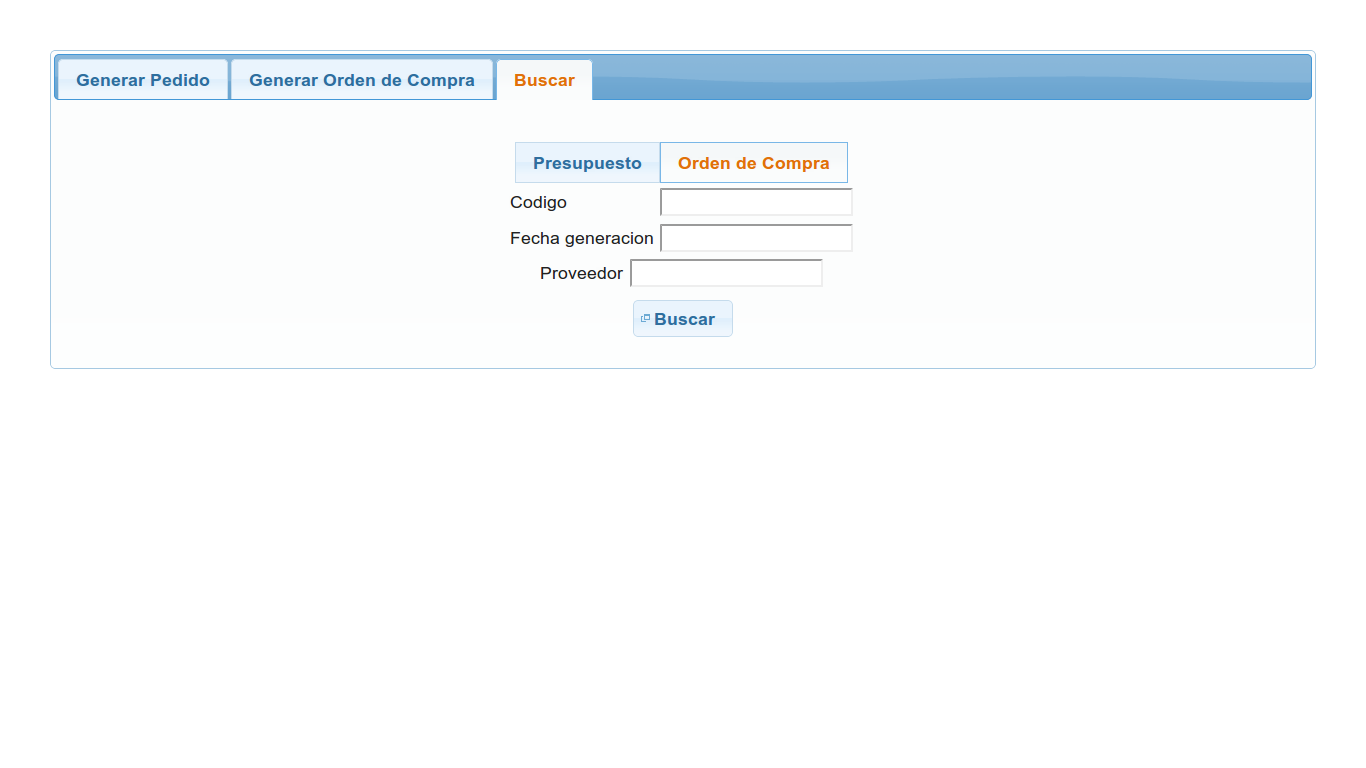 Generar Pedido Generar Orden de Compra Buscar
Presupuesto Orden de Compra
Codigo
Fecha generacion
Proveedor
Buscar